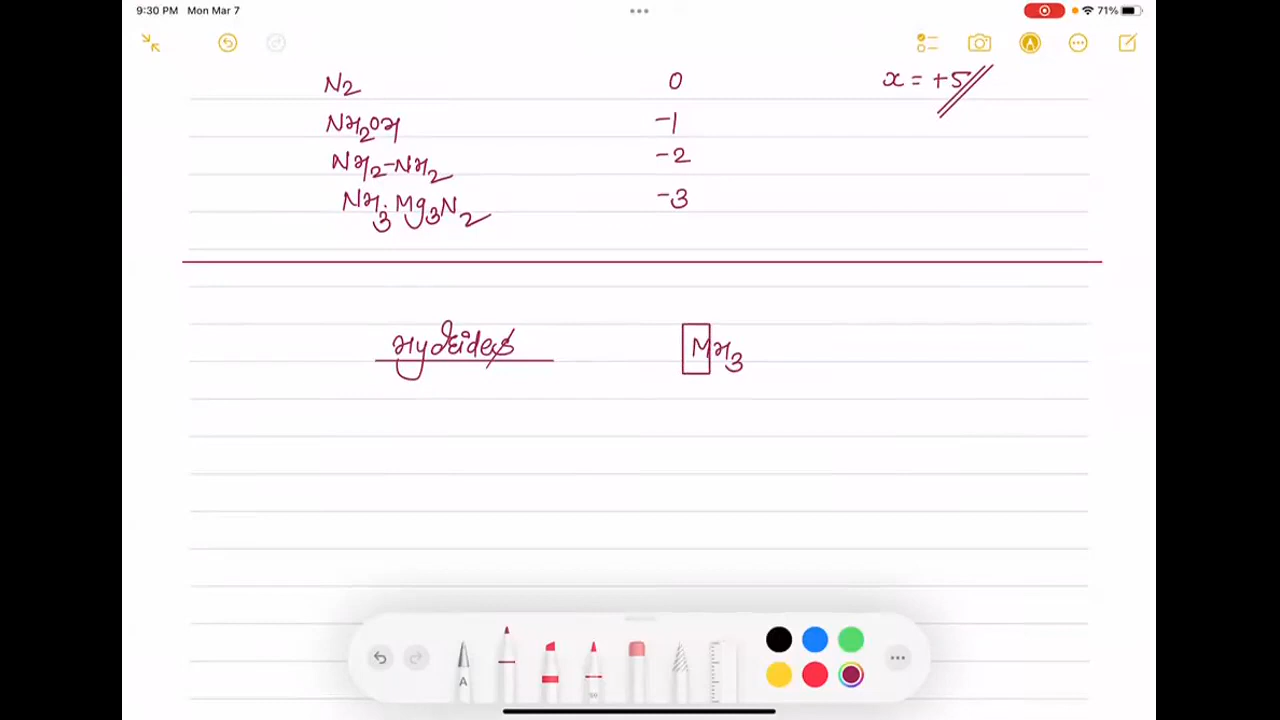 9:30 PM Mon Mar 7
71%
N2 0 x = +5
NH2OH -1
NH2-NH2 -2
NH3, Mg3N2 -3
Hydrides MH3
A
50